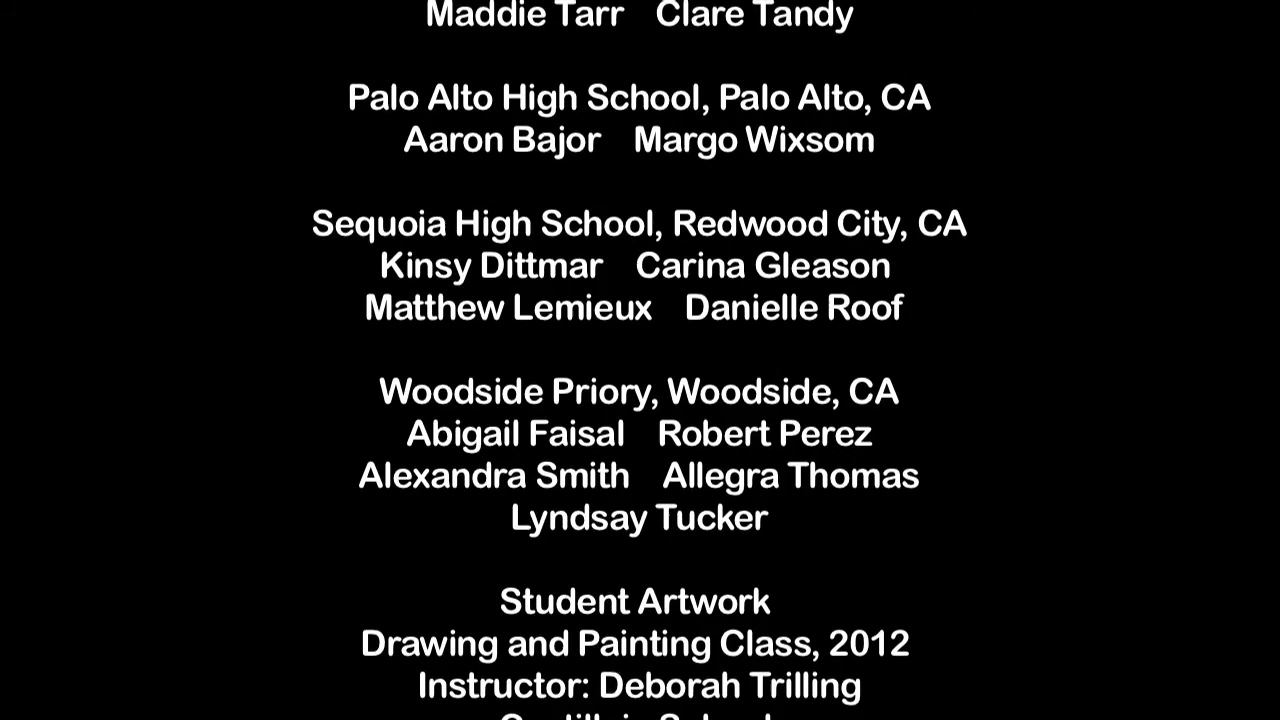 Maddie Tarr Clare Tandy
Palo Alto High School, Palo Alto, CA
Aaron Bajor Margo Wixsom
Sequoia High School, Redwood City, CA
Kinsy Dittmar Carina Gleason
Matthew Lemieux Danielle Roof
Woodside Priory, Woodside, CA
Abigail Faisal Robert Perez
Alexandra Smith Allegra Thomas
Lyndsay Tucker
Student Artwork
Drawing and Painting Class, 2012
Instructor: Deborah Trilling